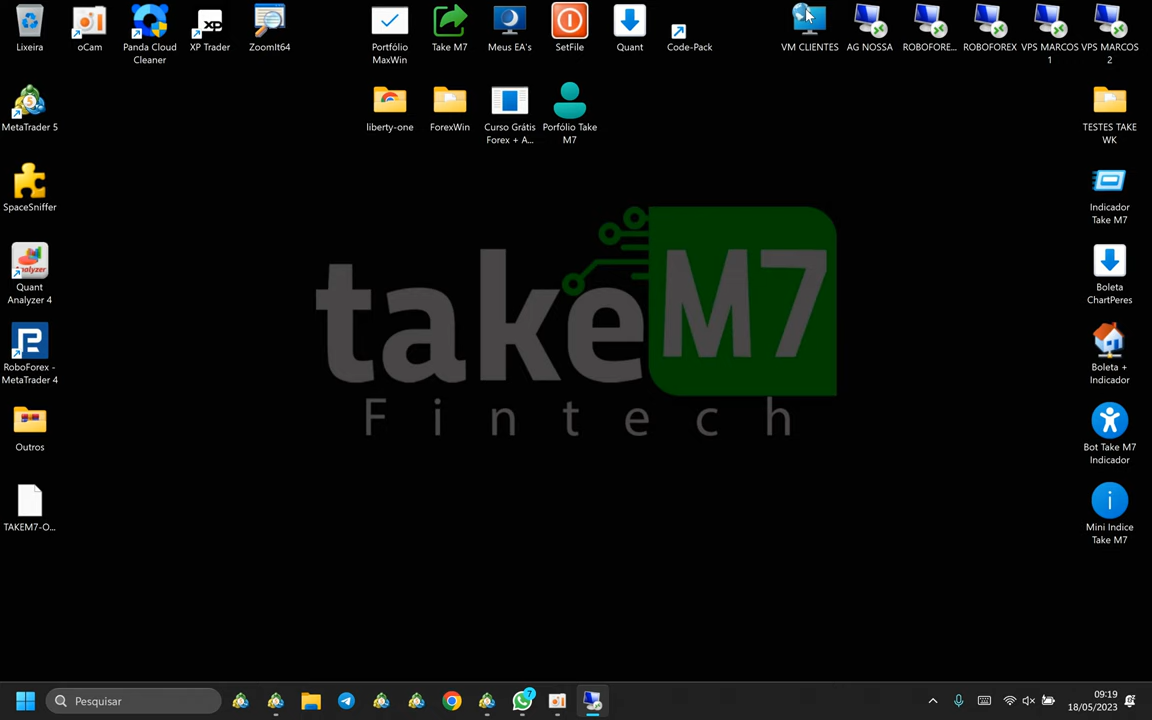 Lixeira
oCam
Panda Cloud
Cleaner
XP Trader
ZoomIt64
Portfólio
MaxWin
Take M7
Meus EA's
SetFile
Quant
Code-Pack
VM CLIENTES
AG NOSSA
ROBOFORE...
ROBOFOREX
VPS MARCOS
1
VPS MARCOS
2
MetaTrader 5
liberty-one
ForexWin
Curso Grátis
Forex + A...
Porfólio Take
M7
TESTES TAKE
WK
SpaceSniffer
Indicador
Take M7
Quant
Analyzer 4
Boleta
ChartPeres
RoboForex -
MetaTrader 4
Boleta +
Indicador
takeM7
Fintech
Outros
Bot Take M7
Indicador
TAKEM7-O...
Mini Indice
Take M7
Pesquisar
7
09:19
18/05/2023